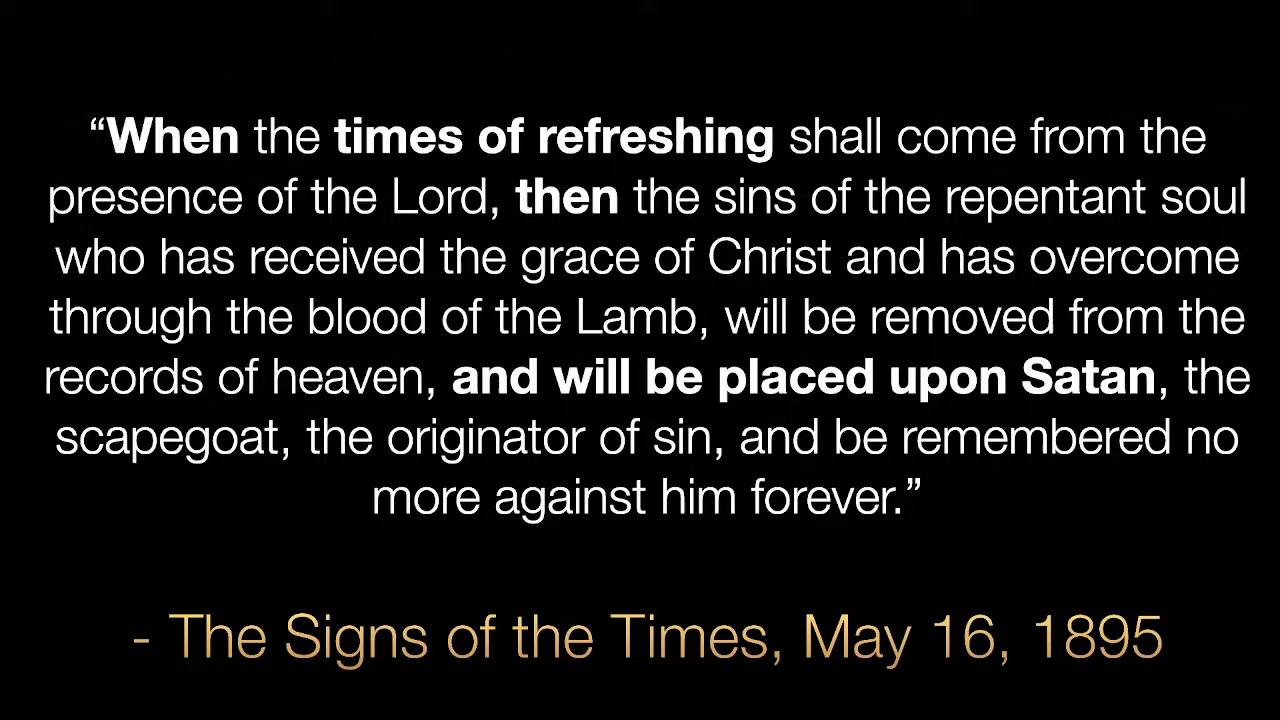 “When the times of refreshing shall come from the
presence of the Lord, then the sins of the repentant soul
who has received the grace of Christ and has overcome
through the blood of the Lamb, will be removed from the
records of heaven, and will be placed upon Satan, the
scapegoat, the originator of sin, and be remembered no
more against him forever.”
- The Signs of the Times, May 16, 1895